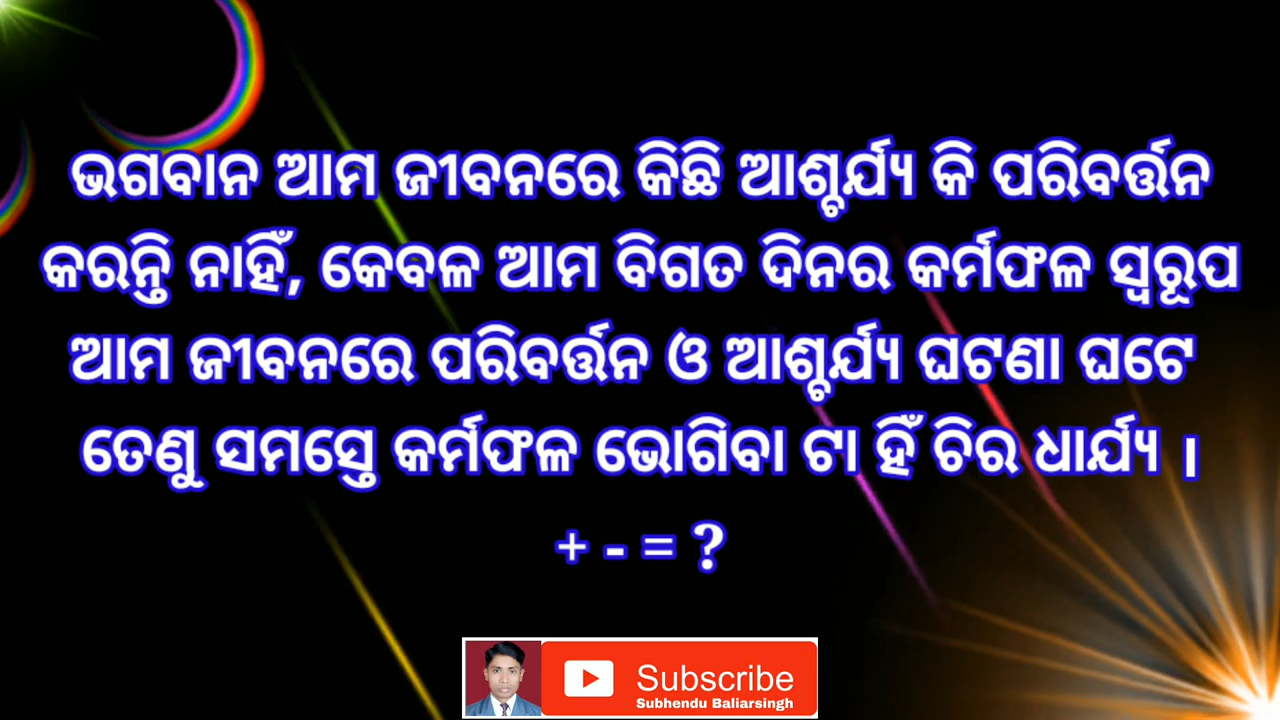 ଭଗବାନ ଆମ ଜୀବନରେ କିଛି ଆଶ୍ଚର୍ଯ୍ୟ କି ପରିବର୍ତ୍ତନ
କରନ୍ତି ନାହିଁ, କେବଳ ଆମ ବିଗତ ଦିନର କର୍ମଫଳ ସ୍ୱରୂପ
ଆମ ଜୀବନରେ ପରିବର୍ତ୍ତନ ଓ ଆଶ୍ଚର୍ଯ୍ୟ ଘଟଣା ଘଟେ
ତେଣୁ ସମସ୍ତେ କର୍ମଫଳ ଭୋଗିବା ଟା ହିଁ ଚିର ଧାର୍ଯ୍ୟ ।
+ - = ?
Subscribe
Subhendu Baliarsingh